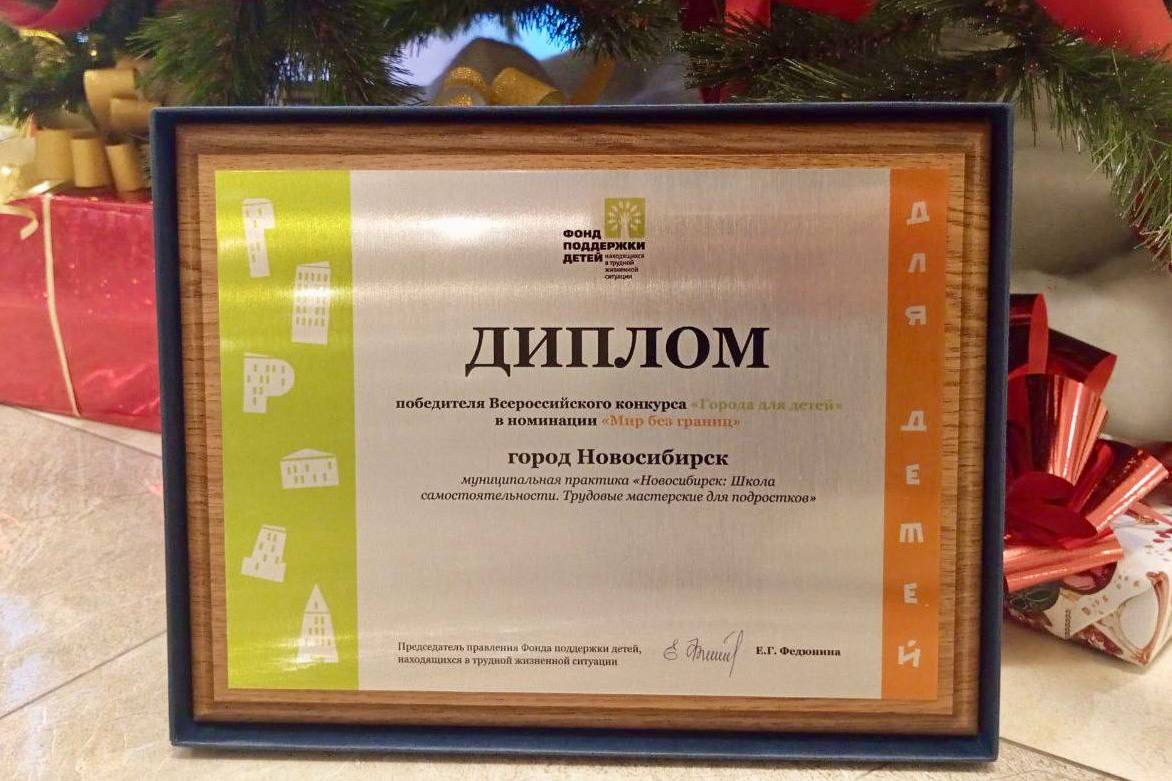 ГОРОДА
ФОНД
ПОДДЕРЖКИ
ДЕТЕЙ находящихся
в трудной
жизненной
ситуации
ДИПЛОМ
победителя Всероссийского конкурса «Города для детей»
в номинации «Мир без границ»
город Новосибирск
муниципальная практика «Новосибирск: Школа
самостоятельности. Трудовые мастерские для подростков»
Председатель правления Фонда поддержки детей,
находящихся в трудной жизненной ситуации
Е.Г. Федюнина
ДЛЯ ДЕТЕЙ